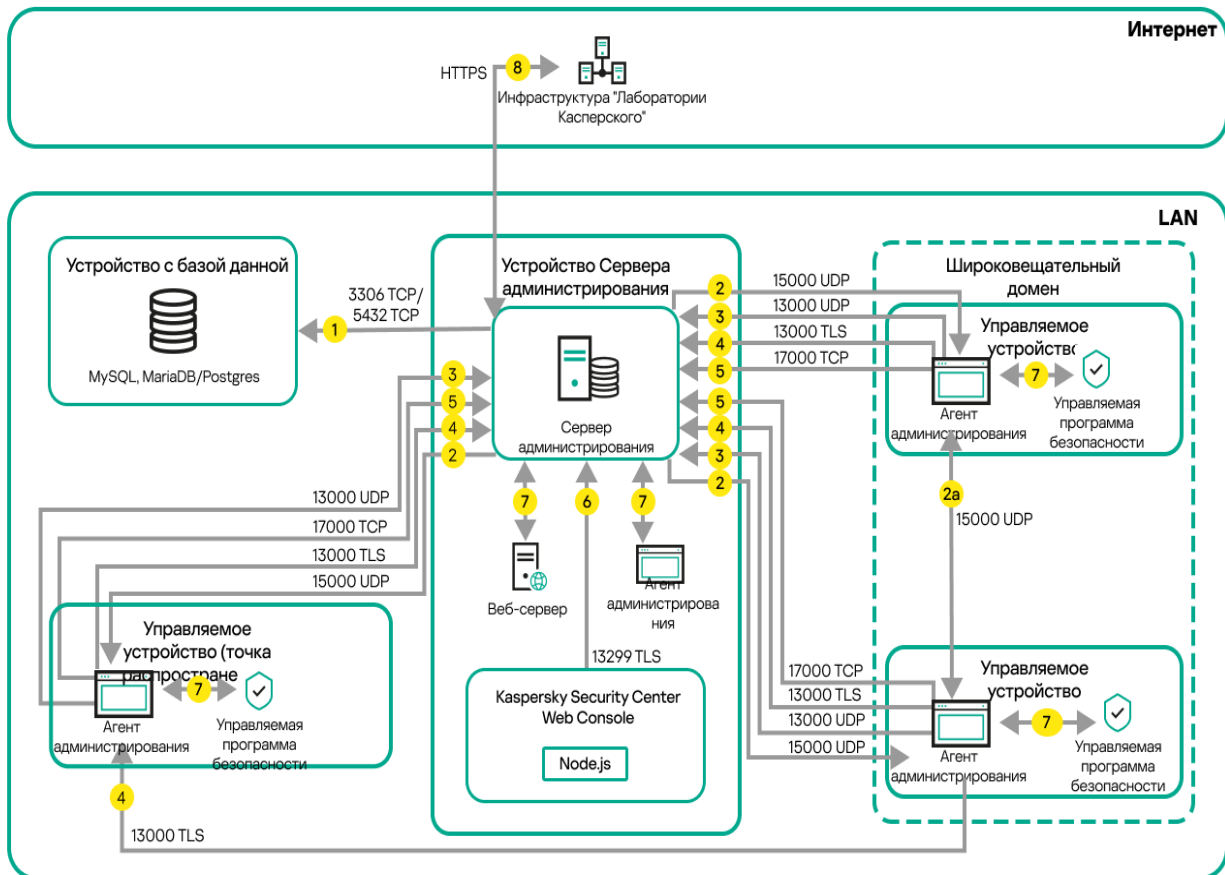 Интернет
HTTPS
8
Инфраструктура "Лаборатории
Касперского"
LAN
Устройство с базой данной
MySQL, MariaDB/Postgres
3306 TCP/
5432 TCP
1
Устройство Сервера
администрирования
Сервер
администрирования
3
5
4
2
13000 UDP
17000 TCP
13000 TLS
15000 UDP
2
15000 UDP
3
13000 UDP
4
13000 TLS
5
17000 TCP
5
4
3
2
Широковещательный
домен
Управляемое
устройство
7
Агент
администрирования
Управляемая
программа
безопасности
2a
15000 UDP
7
6
7
Веб-сервер
Агент
администрирова
ния
13299 TLS
Kaspersky Security Center
Web Console
Node.js
Управляемое
устройство (точка
распростране
7
Агент
администрирования
Управляемая
программа
безопасности
4
13000 TLS
17000 TCP
13000 TLS
13000 UDP
15000 UDP
Управляемое
устройство
7
Агент
администрирования
Управляемая
программа
безопасности